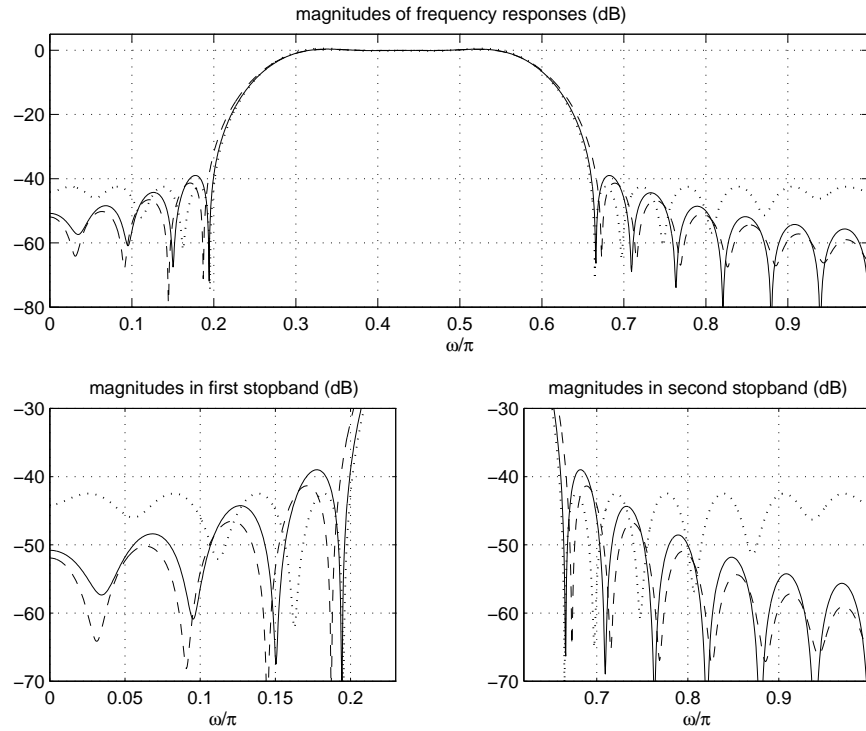 magnitudes of frequency responses (dB)
0
−20
−40
−60
−80
0 0.1 0.2 0.3 0.4 0.5 0.6 0.7 0.8 0.9
ω/π
magnitudes in first stopband (dB)
−30
−40
−50
−60
−70
0 0.05 0.1 0.15 0.2
ω/π
magnitudes in second stopband (dB)
−30
−40
−50
−60
−70
0.7 0.8 0.9
ω/π